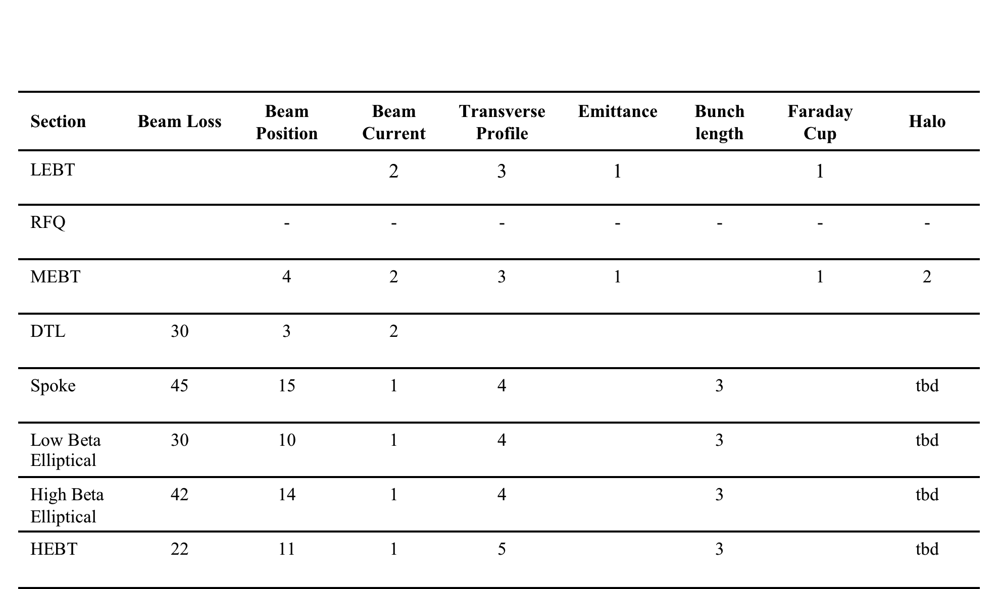 Section Beam Loss Beam Position Beam Current Transverse Profile Emittance Bunch length Faraday Cup Halo
LEBT 2 3 1 1
RFQ - - - - - - -
MEBT 4 2 3 1 1 2
DTL 30 3 2
Spoke 45 15 1 4 3 tbd
Low Beta Elliptical 30 10 1 4 3 tbd
High Beta Elliptical 42 14 1 4 3 tbd
HEBT 22 11 1 5 3 tbd